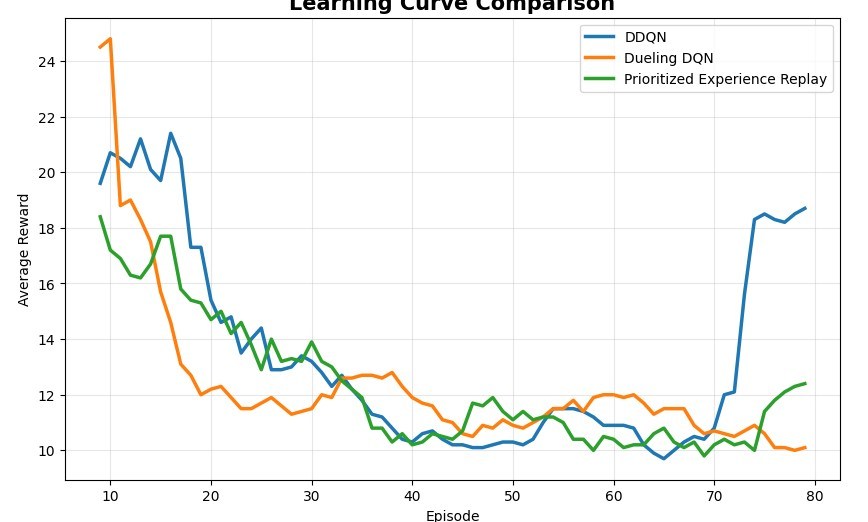 Learning Curve Comparison
DDQN
Dueling DQN
Prioritized Experience Replay
Average Reward
24
22
20
18
16
14
12
10
10 20 30 40 50 60 70 80
Episode